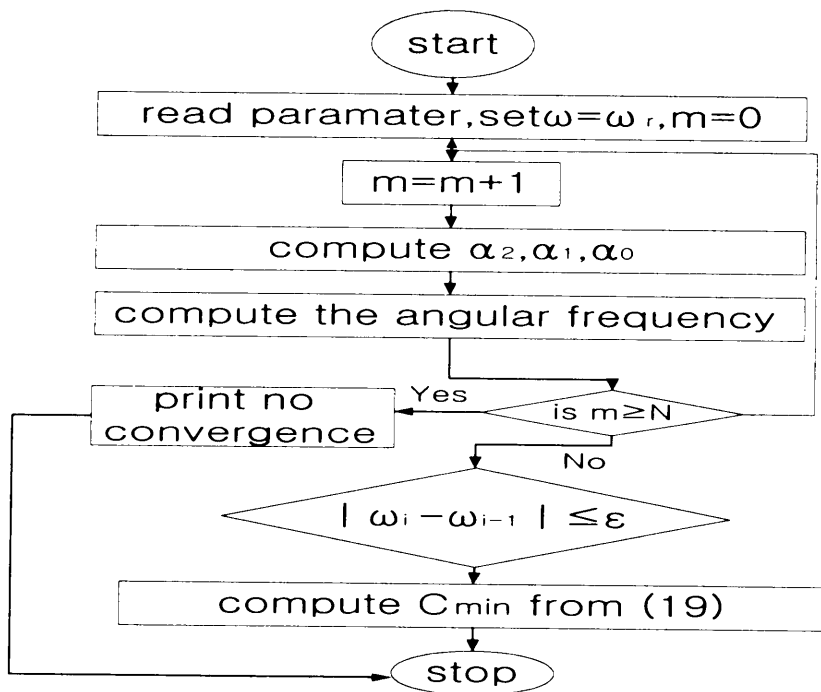 start
read paramater,setω=ω r,m=0
m=m+1
compute α2,α1,α0
compute the angular frequency
Yes
is m≥N
print no
convergence
No
| ωi−ωi−1 | ≤ε
compute Cmin from (19)
stop